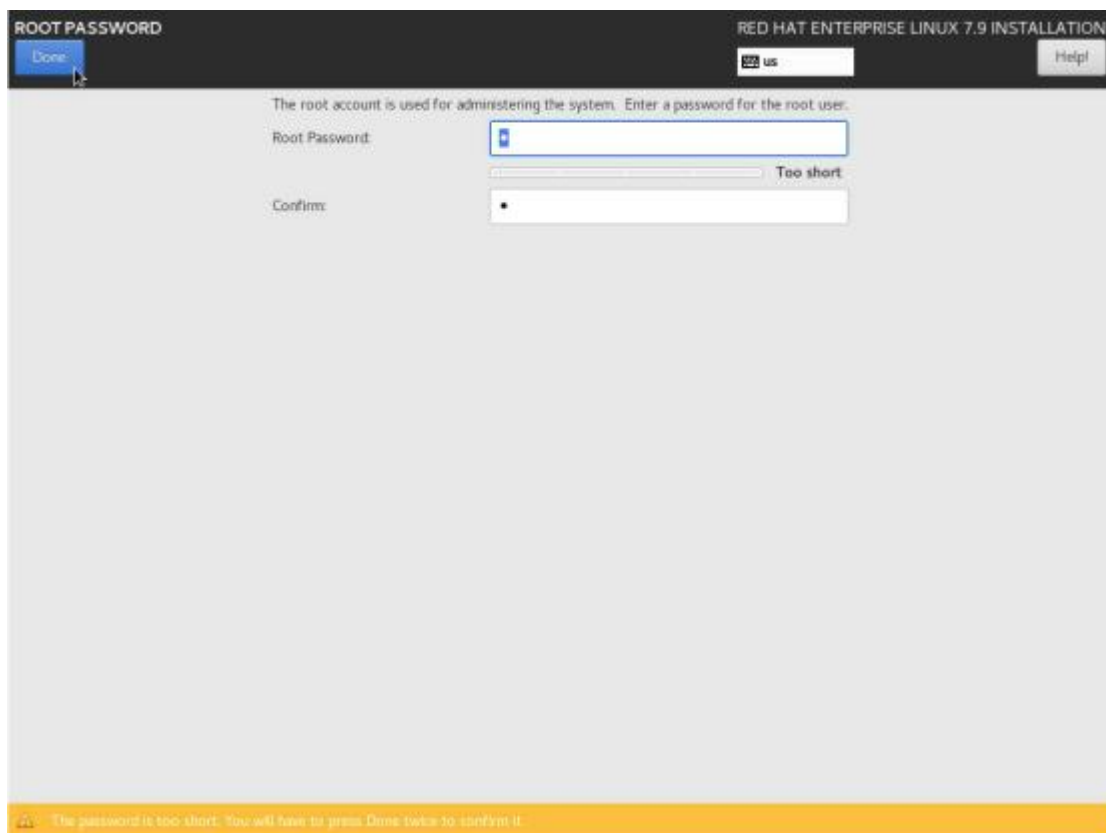 ROOT PASSWORD
RED HAT ENTERPRISE LINUX 7.9 INSTALLATION
Done
us
Help!
The root account is used for administering the system. Enter a password for the root user.
Root Password:
Too short
Confirm:
The password is too short. You will have to press Done twice to confirm it.